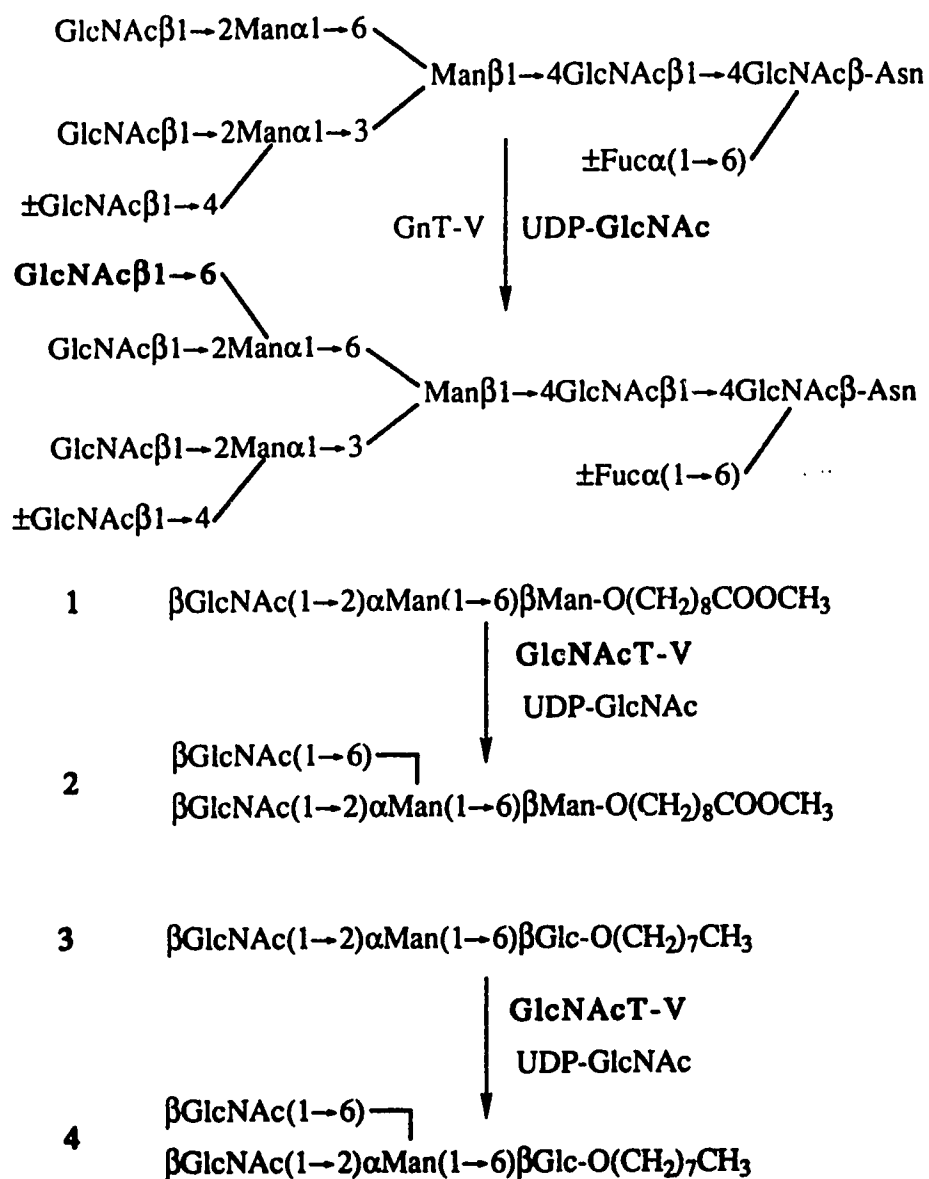 GlcNAcβ1→2Manα1→6
Manβ1→4GlcNAcβ1→4GlcNAcβ-Asn
GlcNAcβ1→2Manα1→3
±Fucα(1→6)
±GlcNAcβ1→4
GnT-V UDP-GlcNAc
GlcNAcβ1→6
GlcNAcβ1→2Manα1→6
Manβ1→4GlcNAcβ1→4GlcNAcβ-Asn
GlcNAcβ1→2Manα1→3
±Fucα(1→6)
±GlcNAcβ1→4
1 βGlcNAc(1→2)αMan(1→6)βMan-O(CH₂)₈COOCH₃
GlcNAcT-V
UDP-GlcNAc
βGlcNAc(1→6)
2 βGlcNAc(1→2)αMan(1→6)βMan-O(CH₂)₈COOCH₃
3 βGlcNAc(1→2)αMan(1→6)βGlc-O(CH₂)₇CH₃
GlcNAcT-V
UDP-GlcNAc
βGlcNAc(1→6)
4 βGlcNAc(1→2)αMan(1→6)βGlc-O(CH₂)₇CH₃